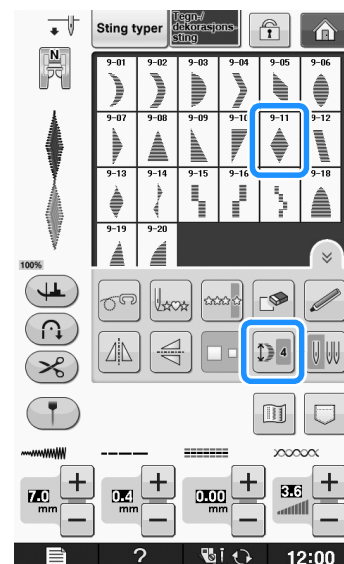 Sting typer
Tegn-/
dekorasjons-
sting
N
9-01 9-02 9-03 9-04 9-05 9-06
9-07 9-08 9-09 9-10 9-11 9-12
9-13 9-14 9-15 9-16 9-18
9-19 9-20
100%
4
7.0 mm
0.4 mm
0.00 mm
3.6
?
12:00